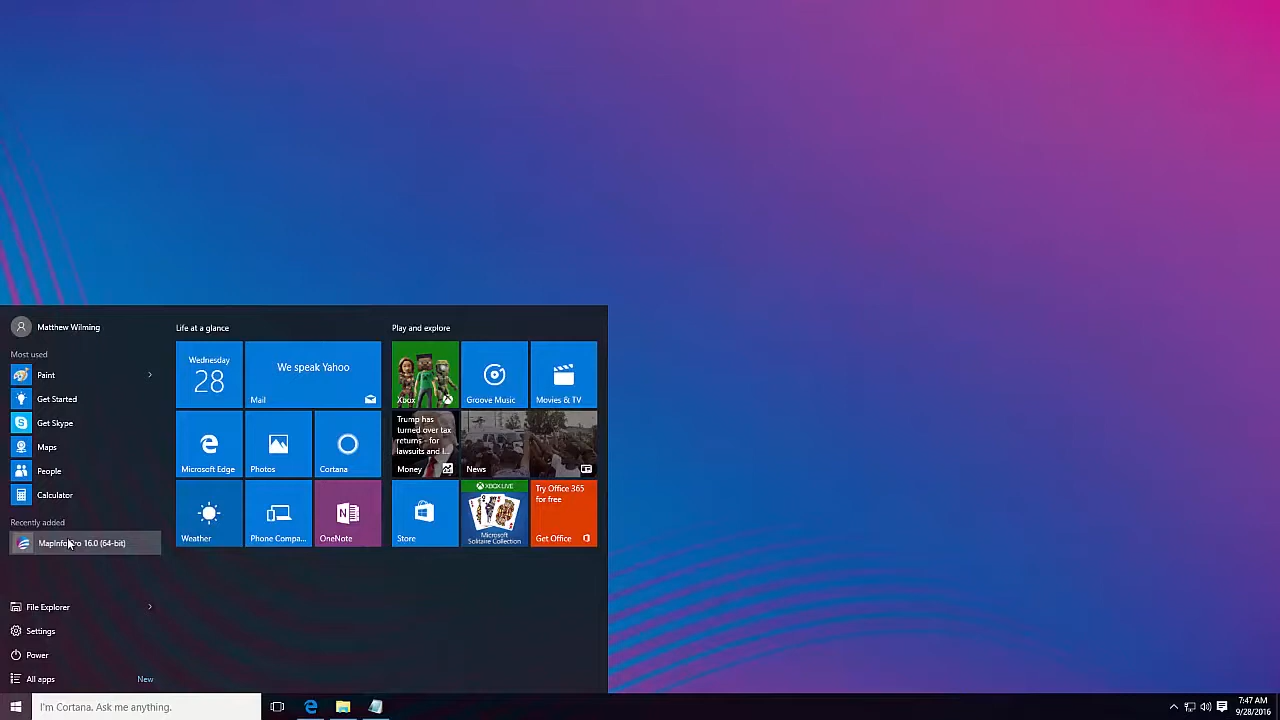 Matthew Wilming
Most used
Paint
Get Started
Get Skype
Maps
People
Calculator
Recently added
MapInfo Pro 16.0 (64-bit)
File Explorer
Settings
Power
All apps
New
Life at a glance
Wednesday
28
We speak Yahoo
Mail
Microsoft Edge
Photos
Cortana
Weather
Phone Compa...
OneNote
Play and explore
Xbox
Groove Music
Movies & TV
Trump has
turned over tax
returns - for
lawsuits and l...
Money
News
Store
XBOX LIVE
Microsoft
Solitaire Collection
Try Office 365
for free
Get Office
I'm Cortana. Ask me anything.
7:47 AM
9/28/2016